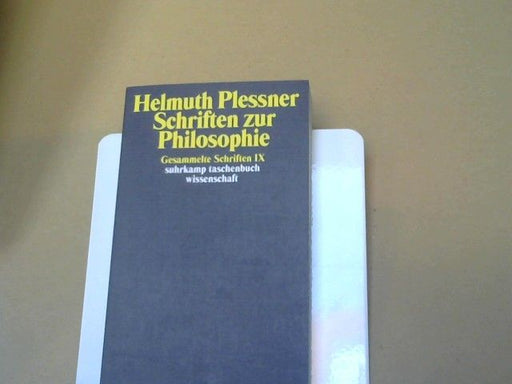 Helmuth Plessner
Schriften zur
Philosophie
Gesammelte Schriften IX
suhrkamp taschenbuch
wissenschaft